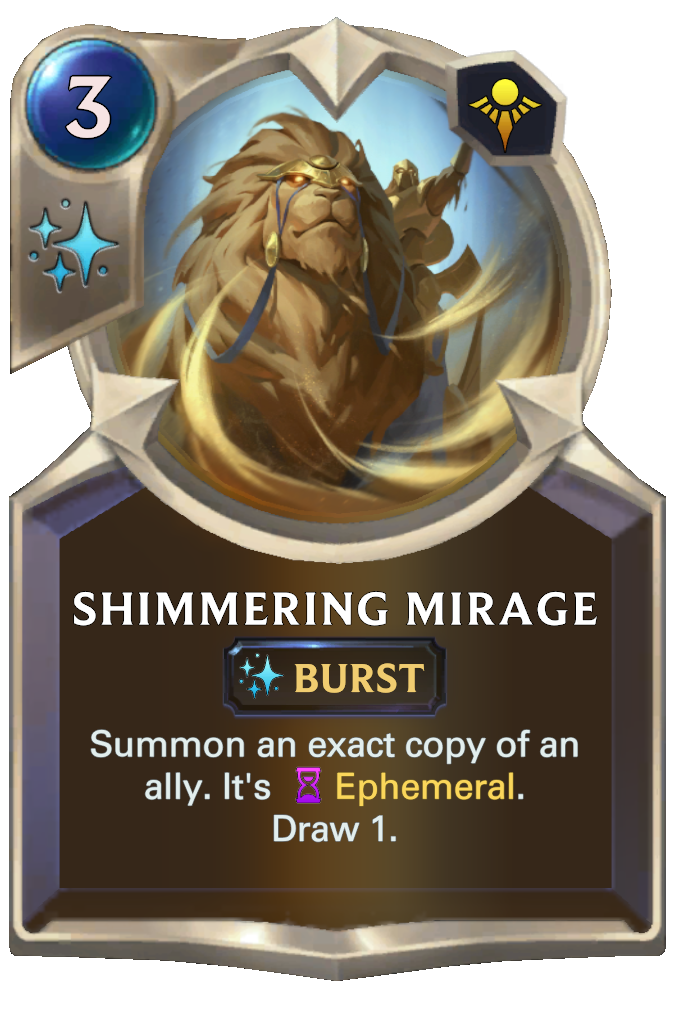 3
SHIMMERING MIRAGE
BURST
Summon an exact copy of an
ally. It's Ephemeral.
Draw 1.